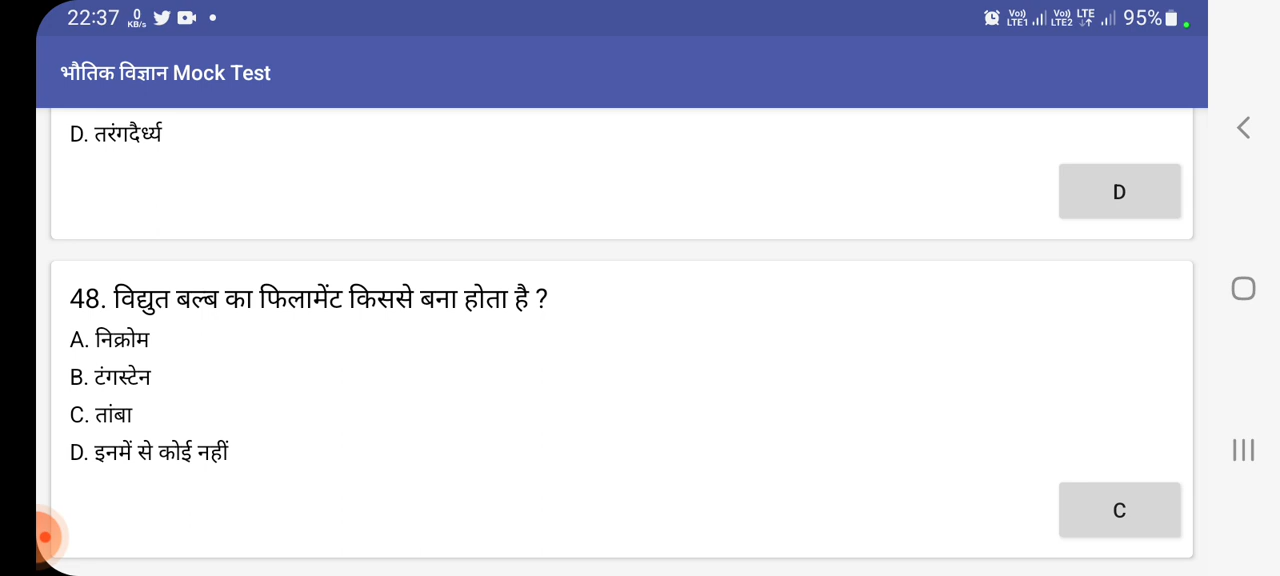 22:37 0 KB/s Vo) LTE1 Vo) LTE2 LTE 95%
भौतिक विज्ञान Mock Test
D. तरंगदैर्ध्य
D
48. विद्युत बल्ब का फिलामेंट किससे बना होता है ?
A. निक्रोम
B. टंगस्टेन
C. तांबा
D. इनमें से कोई नहीं
C